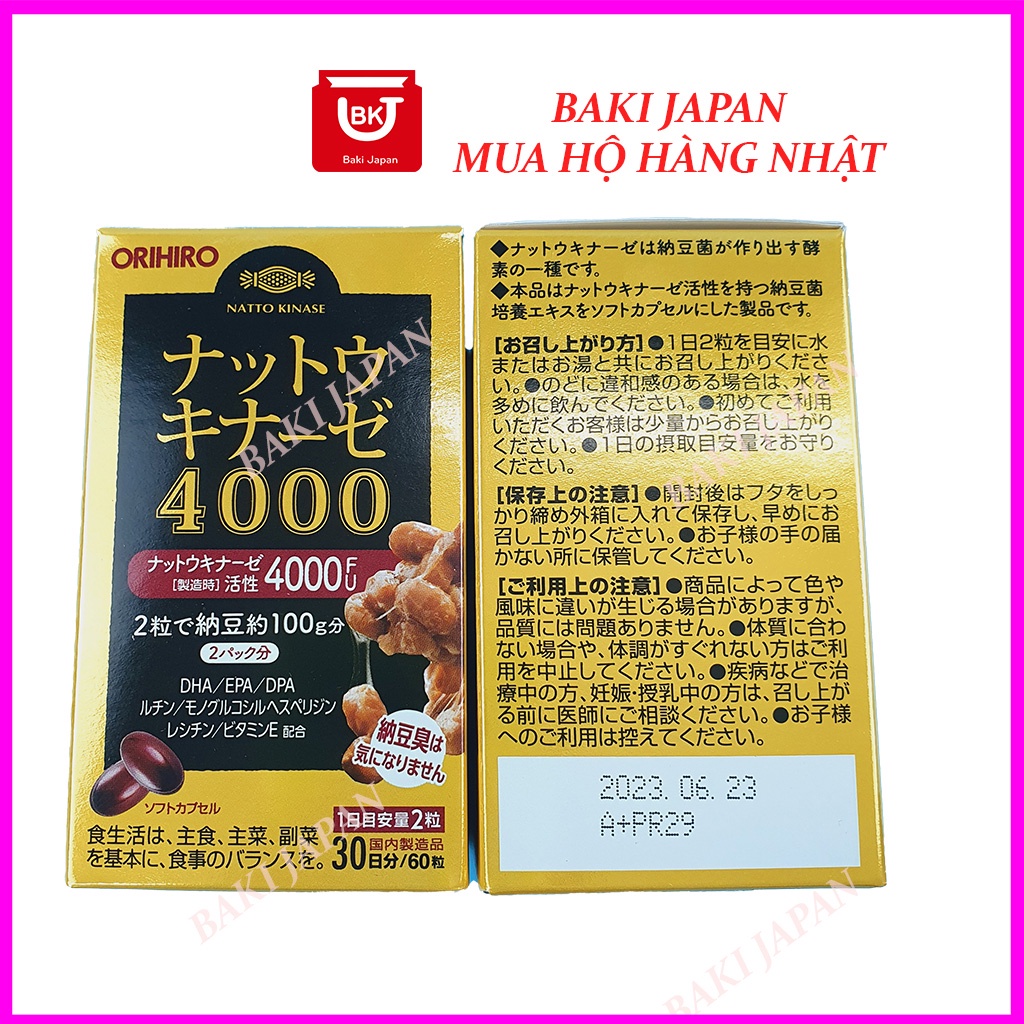 BKJ
Baki Japan
BAKI JAPAN
MUA HỘ HÀNG NHẬT
ORIHIRO
NATTO KINASE
ナットウ
キナーゼ
4000
ナットウキナーゼ
[製造時] 活性 4000FU
2粒で納豆約100g分
2パック分
DHA/EPA/DPA
ルチン/モノグルコシルヘスペリジン
レシチン/ビタミンE 配合
納豆臭は
気になりません
ソフトカプセル
1日目安量2粒
食生活は、主食、主菜、副菜
を基本に、食事のバランスを。
国内製造品
30日分/60粒
◆ナットウキナーゼは納豆菌が作り出す酵
素の一種です。
◆本品はナットウキナーゼ活性を持つ納豆菌
培養エキスをソフトカプセルにした製品です。
[お召し上がり方]●1日2粒を目安に水
またはお湯と共にお召し上がりくださ
い。●のどに違和感のある場合は、水を
多めに飲んでください。●初めてご利用
いただくお客様は少量からお召し上がり
ください。●1日の摂取目安量をお守り
ください。
[保存上の注意]●開封後はフタをしっ
かり締め外箱に入れて保存し、早めにお
召し上がりください。●お子様の手の届
かない所に保管してください。
[ご利用上の注意]●商品によって色や
風味に違いが生じる場合がありますが、
品質には問題ありません。●体質に合わ
ない場合や、体調がすぐれない方はご利
用を中止してください。●疾病などで治
療中の方、妊娠・授乳中の方は、召し上が
る前に医師にご相談ください。●お子様
へのご利用は控えてください。
2023. 06. 23
A+PR29
BAKI JAPAN
BAKI JAPAN
BAKI JAPAN
BAKI JAPAN